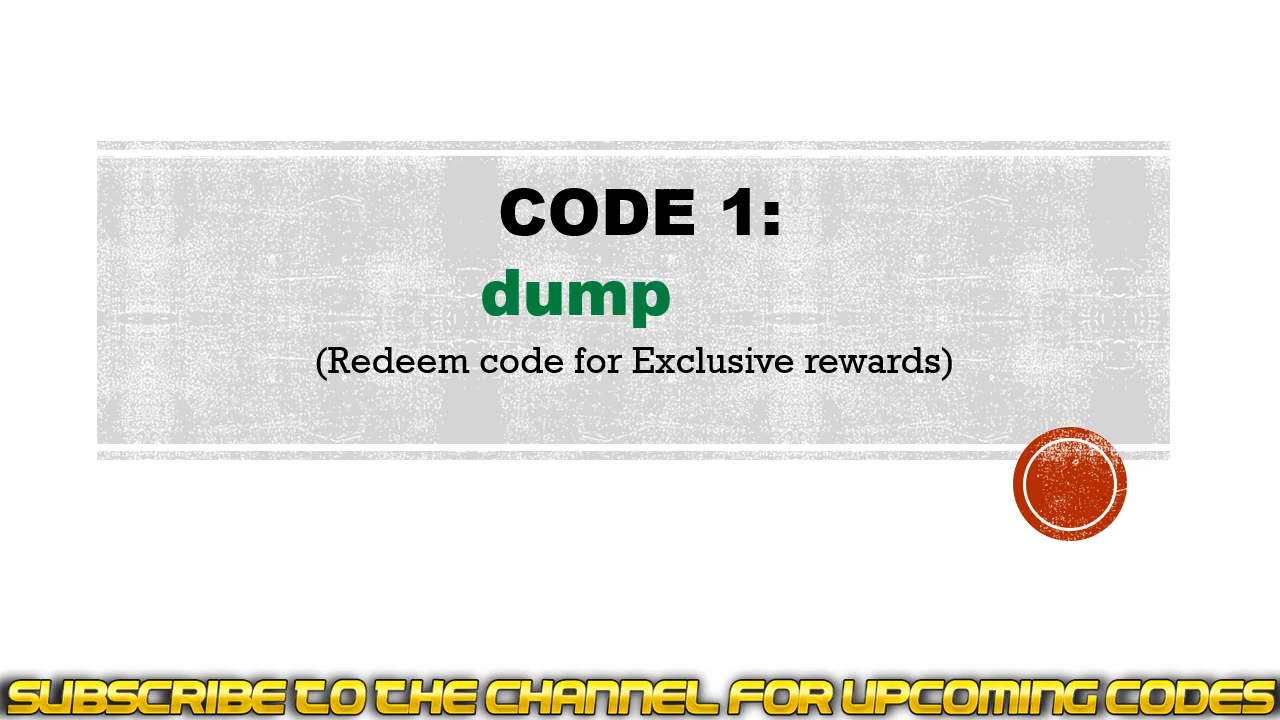 CODE 1:
dump
(Redeem code for Exclusive rewards)
SUBSCRIBE TO THE CHANNEL FOR UPCOMING CODES